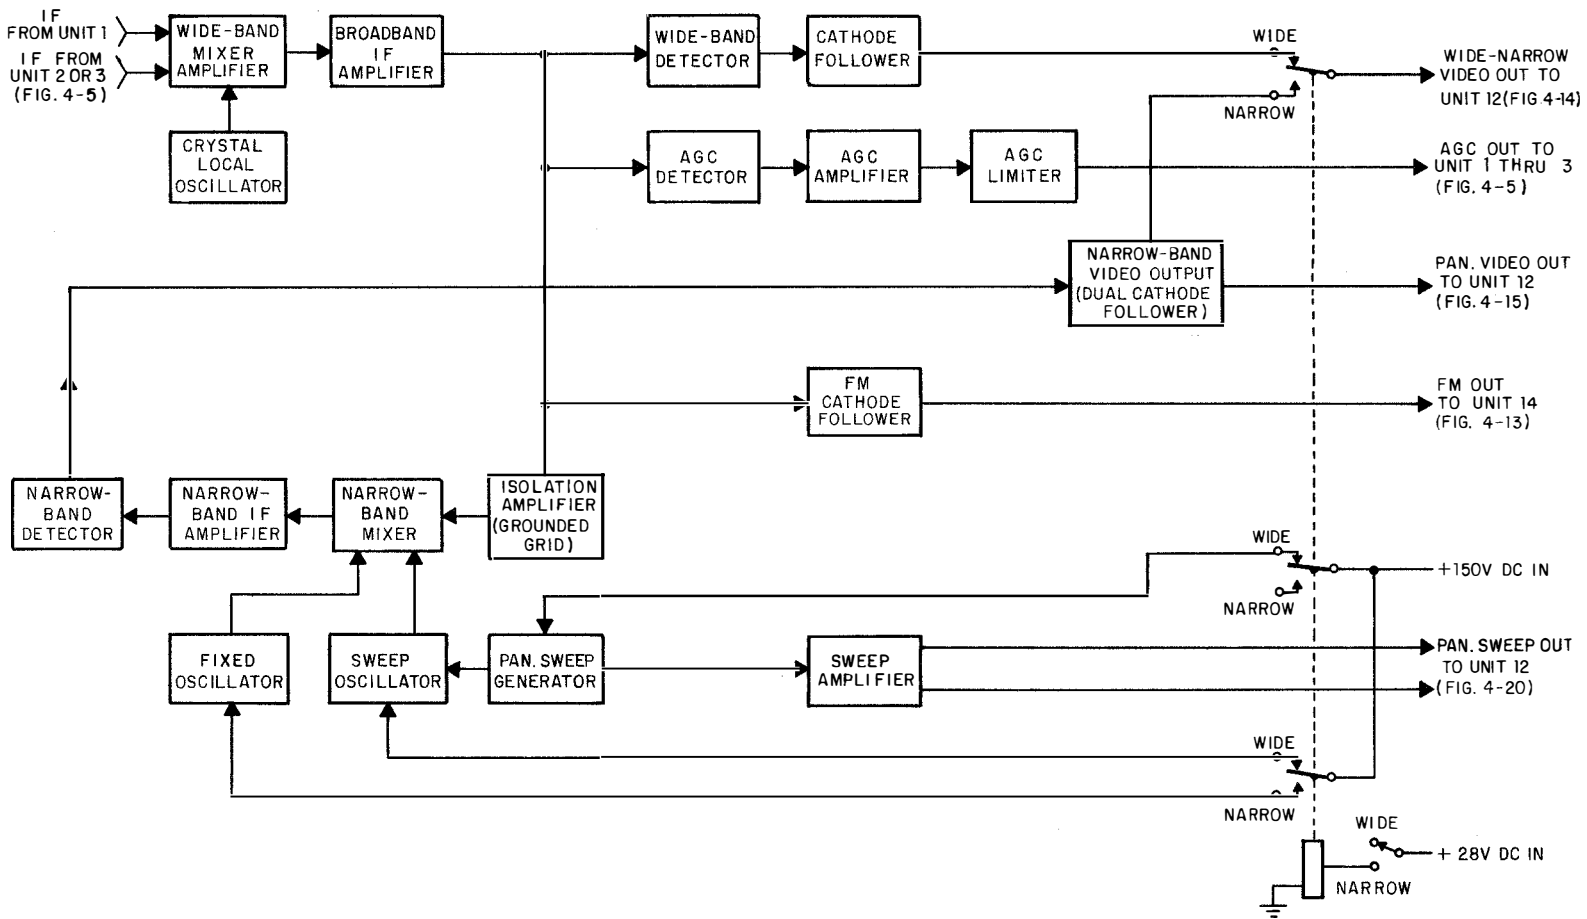 IF
FROM UNIT 1
IF FROM
UNIT 2 OR 3
(FIG. 4-5)
WIDE-BAND
MIXER
AMPLIFIER
BROADBAND
IF
AMPLIFIER
CRYSTAL
LOCAL
OSCILLATOR
WIDE-BAND
DETECTOR
CATHODE
FOLLOWER
WIDE
NARROW
WIDE-NARROW
VIDEO OUT TO
UNIT 12 (FIG. 4-14)
AGC
DETECTOR
AGC
AMPLIFIER
AGC
LIMITER
AGC OUT TO
UNIT 1 THRU 3
(FIG. 4-5)
NARROW-BAND
VIDEO OUTPUT
(DUAL CATHODE
FOLLOWER)
PAN. VIDEO OUT
TO UNIT 12
(FIG. 4-15)
FM
CATHODE
FOLLOWER
FM OUT
TO UNIT 14
(FIG. 4-13)
NARROW-
BAND
DETECTOR
NARROW-
BAND IF
AMPLIFIER
NARROW-
BAND
MIXER
ISOLATION
AMPLIFIER
(GROUNDED
GRID)
WIDE
NARROW
+150V DC IN
FIXED
OSCILLATOR
SWEEP
OSCILLATOR
PAN. SWEEP
GENERATOR
SWEEP
AMPLIFIER
PAN. SWEEP OUT
TO UNIT 12
(FIG. 4-20)
WIDE
NARROW
WIDE
NARROW
+ 28V DC IN